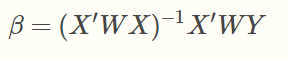 β = (X′WX)⁻¹X′WY